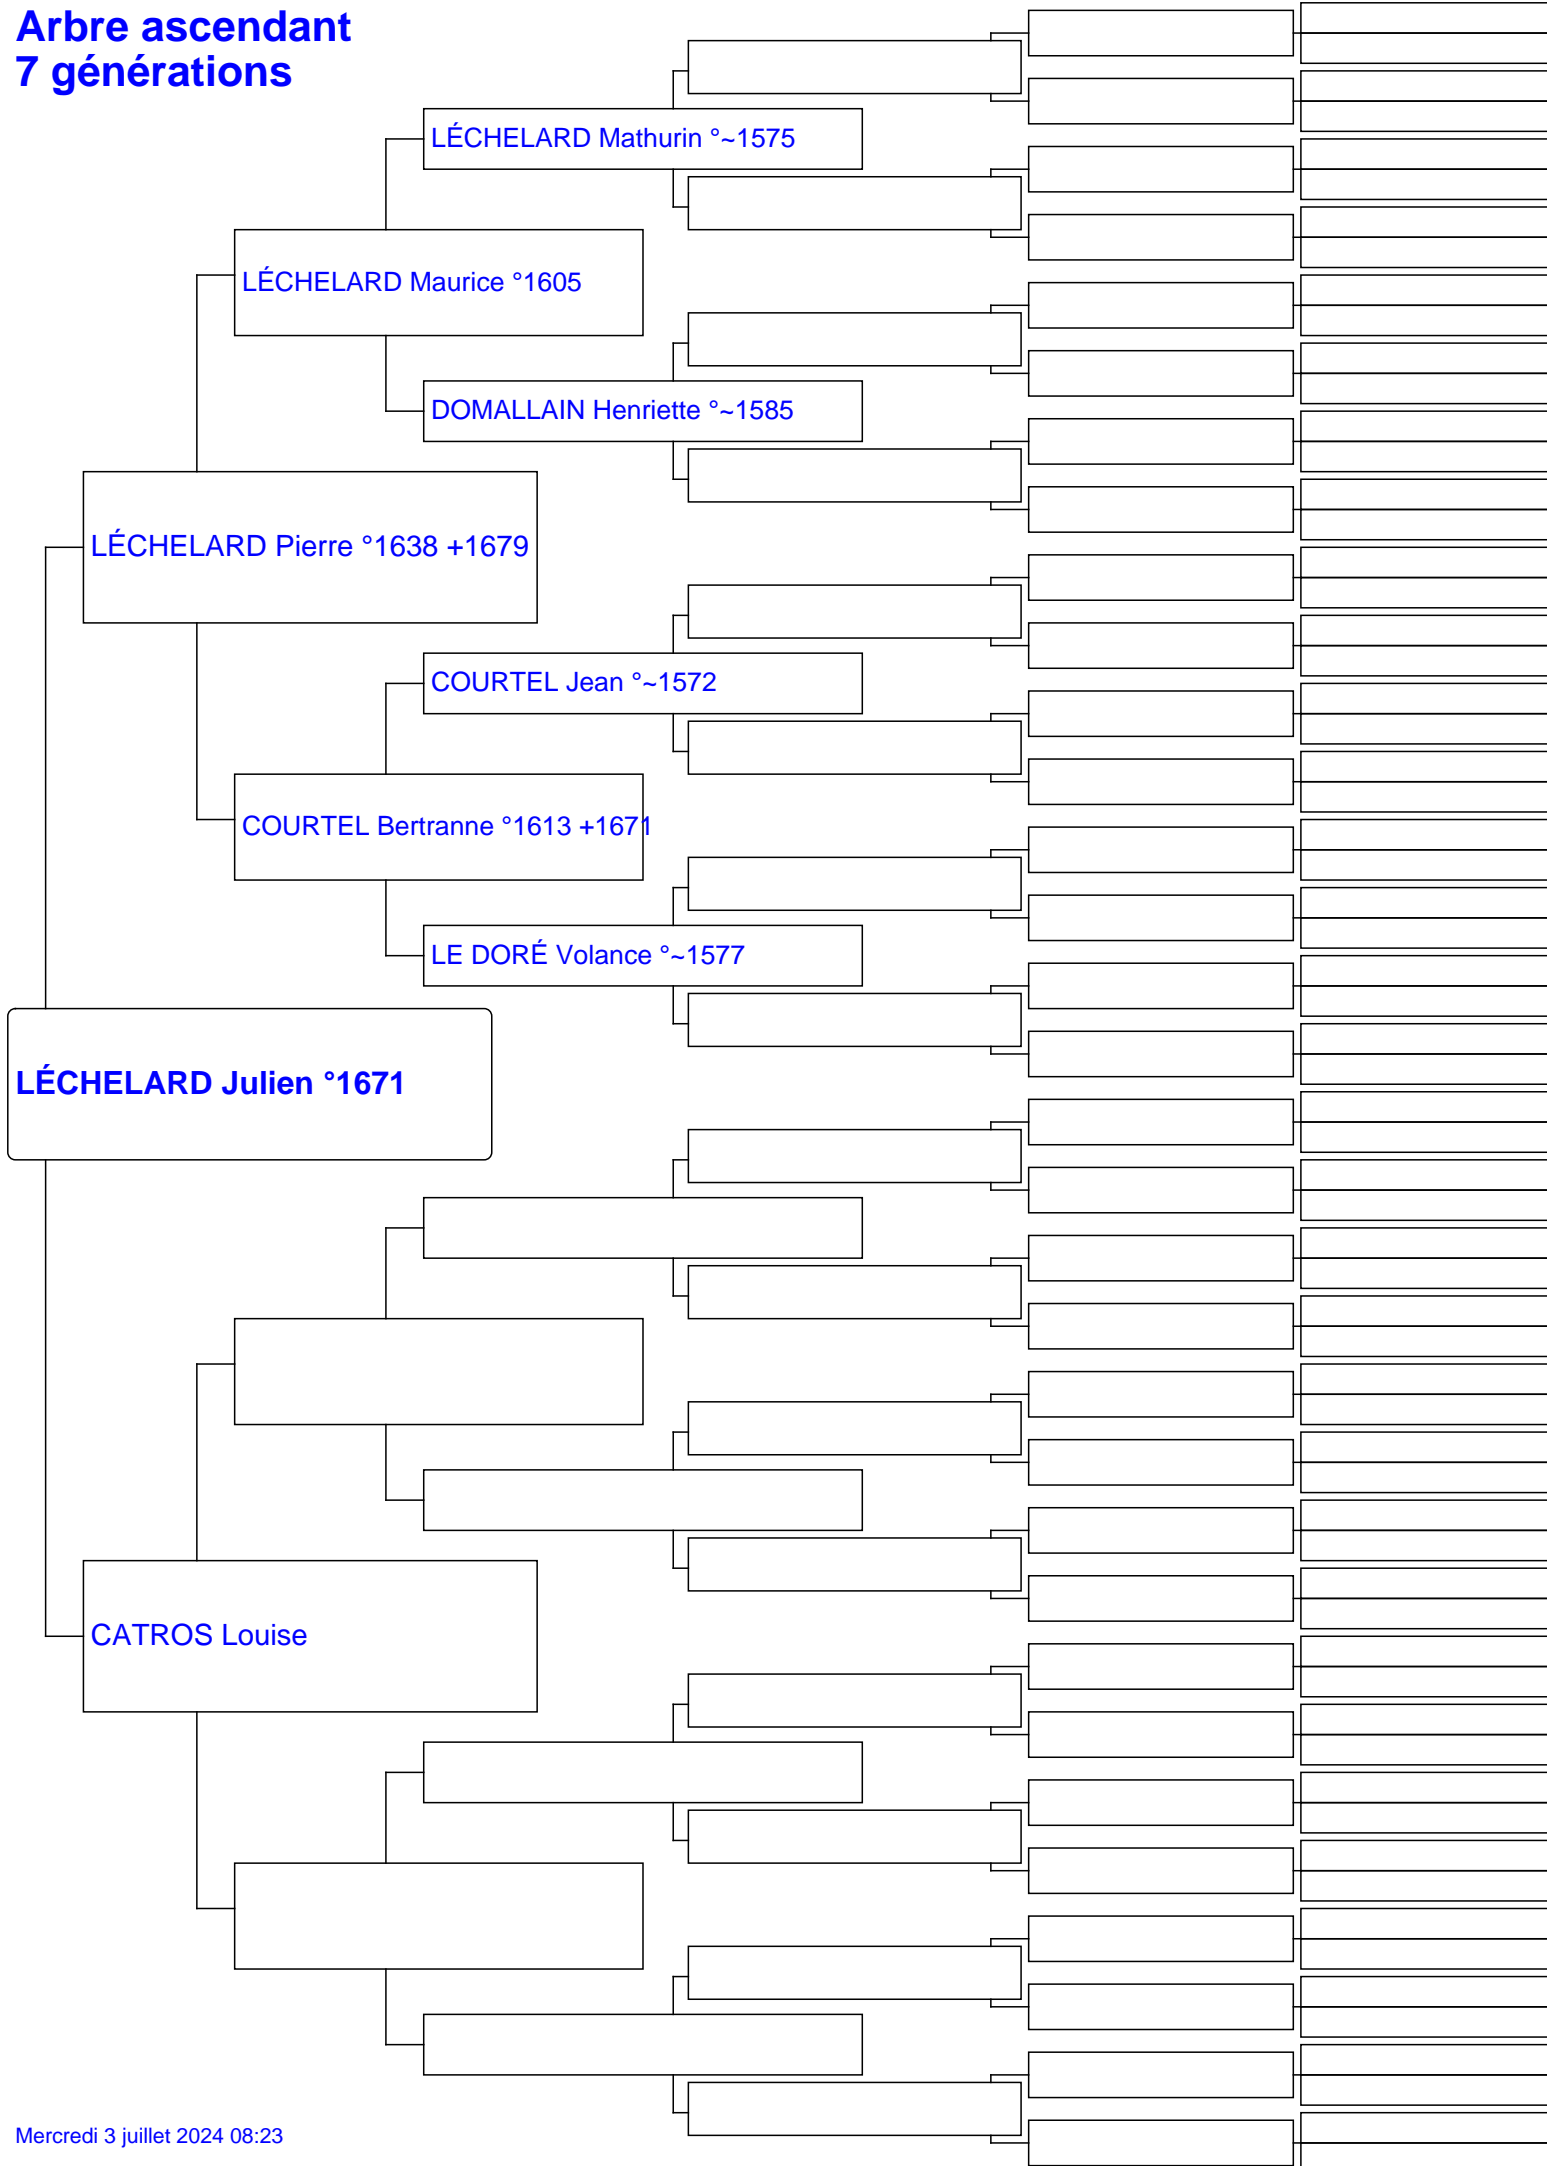 Arbre ascendant
7 générations
LÉCHELARD Mathurin °~1575
LÉCHELARD Maurice °1605
DOMALLAIN Henriette °~1585
LÉCHELARD Pierre °1638 +1679
COURTEL Jean °~1572
COURTEL Bertranne °1613 +1671
LE DORÉ Volance °~1577
LÉCHELARD Julien °1671
CATROS Louise
Mercredi 3 juillet 2024 08:23